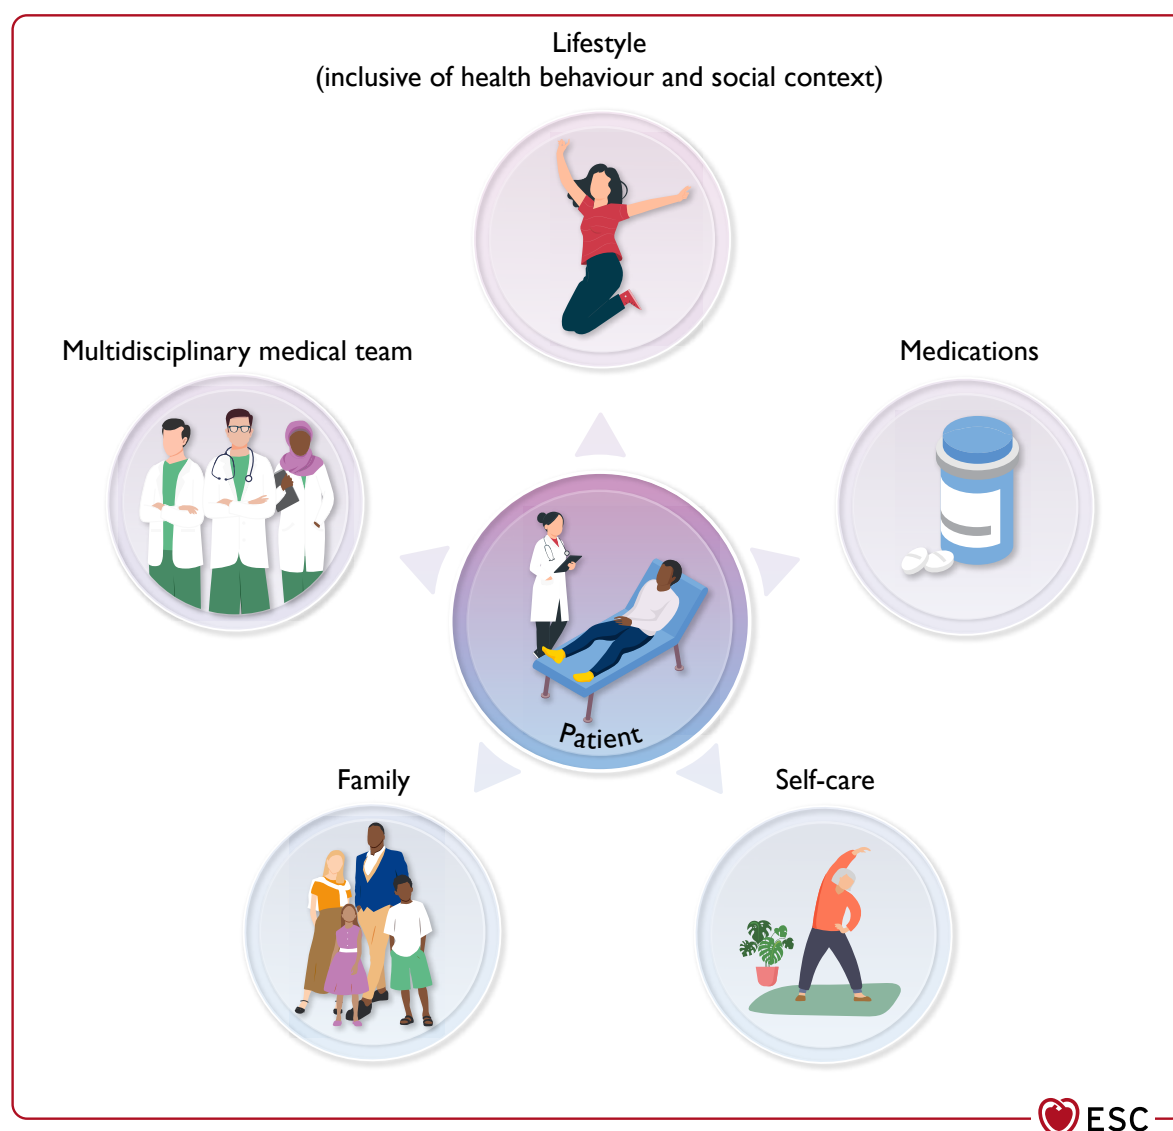 Lifestyle
(inclusive of health behaviour and social context)
Multidisciplinary medical team
Medications
Patient
Family
Self-care
ESC